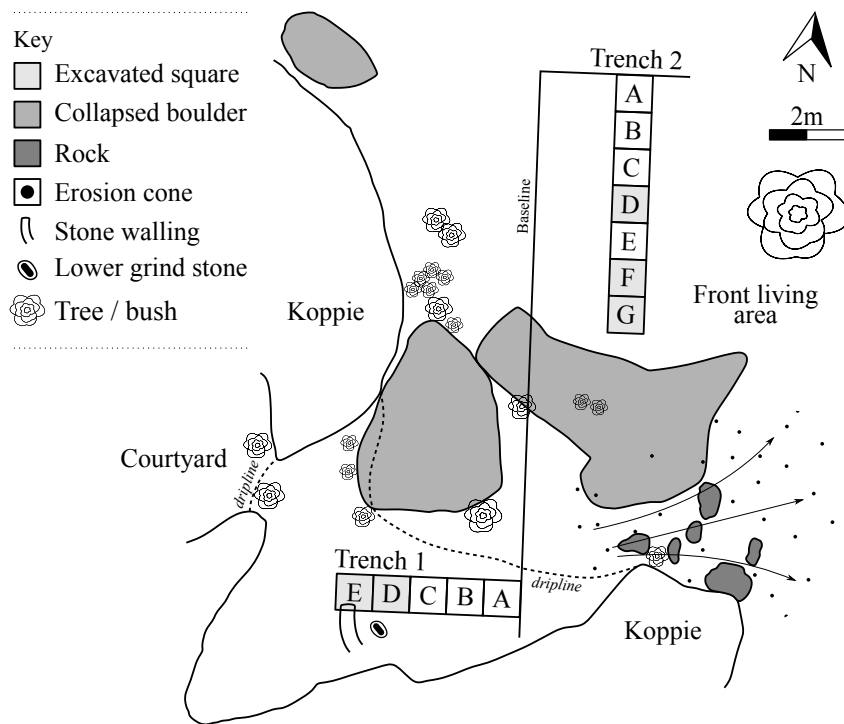 Key
Excavated square
Collapsed boulder
Rock
Erosion cone
Stone walling
Lower grind stone
Tree / bush
Trench 2
A
B
C
D
E
F
G
Baseline
N
2m
Front living
area
Koppie
Courtyard
dripline
Trench 1
E D C B A
dripline
Koppie